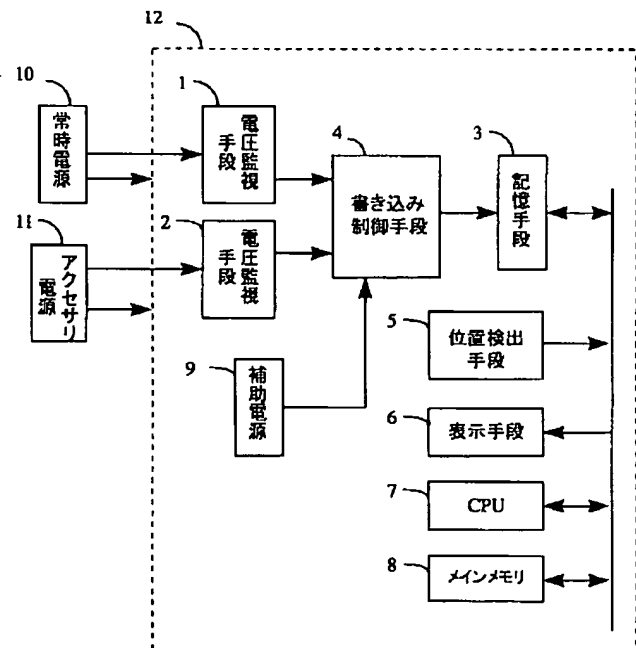 12
10
常時電源
11
アクセサリ
電源
1
電圧監視
手段
2
電圧監視
手段
4
書き込み
制御手段
3
記憶手段
9
補助電源
5
位置検出
手段
6
表示手段
7
CPU
8
メインメモリ